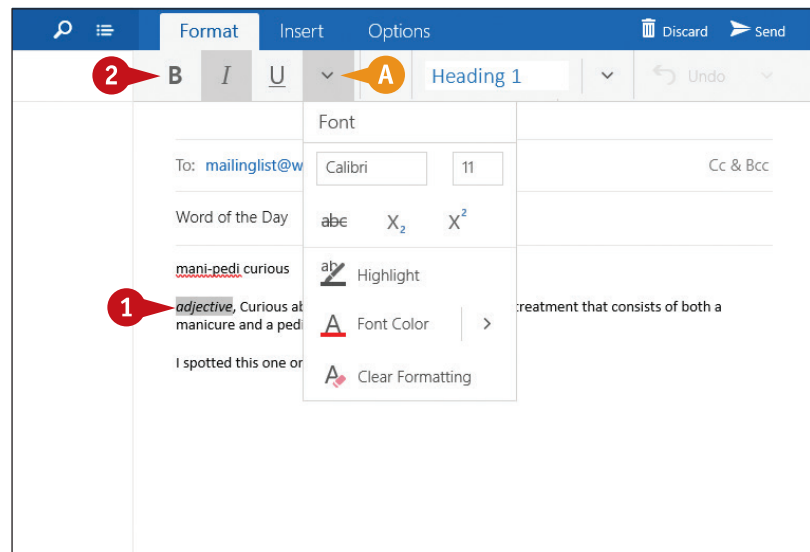 Format Insert Options Discard Send
2 B I U A Heading 1 Undo
Font
To: mailinglist@w Calibri 11 Cc & Bcc
Word of the Day abc X₂ X²
mani-pedi curious
Highlight
1 adjective, Curious ab reatment that consists of both a
manicure and a pedi Font Color
I spotted this one or
Clear Formatting